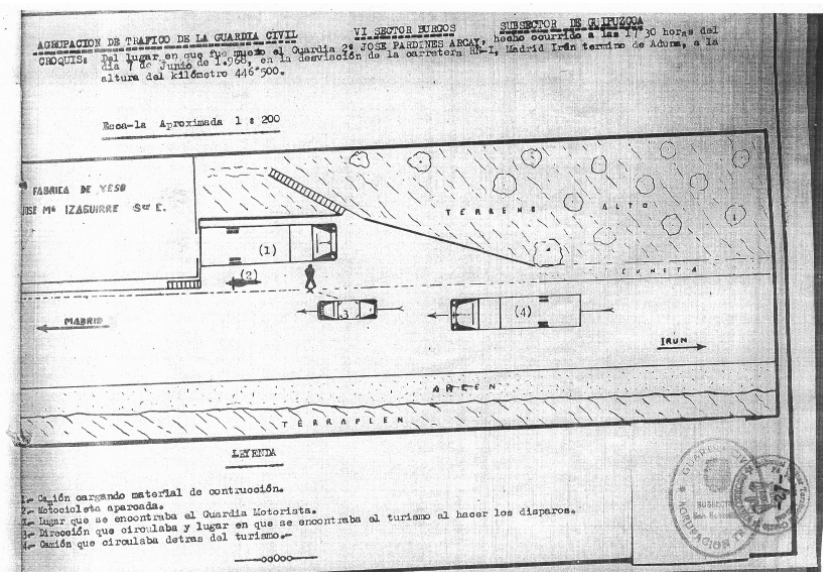 AGRUPACION DE TRAFICO DE LA GUARDIA CIVIL VI SECTOR BURGOS SUBSECTOR DE GUIPUZCOA
CROQUIS: Del lugar en que fue muerto el Guardia 2º JOSE PARDINES ARCAY, hecho ocurrido a las 17'30 horas del
dia 7 de Junio de 1.968, en la desviación de la carretera RN-I, Madrid Irún termino de Aduna, a la
altura del kilómetro 446'500.
Esca-la Aproximada 1 : 200
FABRICA DE YESO
JOSE Mª IZAGUIRRE
TERRENO ALTO
(1)
(2)
CUNETA
3
(4)
MADRID
IRUN
ARCEN
TERRAPLEN
LEYENDA
1.- Camión cargando material de contrucción.
2.- Motocicleta aparcada.
Lugar que se encontraba el Guardia Motorista.
3.- Dirección que circulaba y lugar en que se encontraba el turismo al hacer los disparos.
4.- Camión que circulaba detras del turismo.-
-----ooOoo-----
GUARDIA CIVIL
SUBSECTOR
AGRUPACION